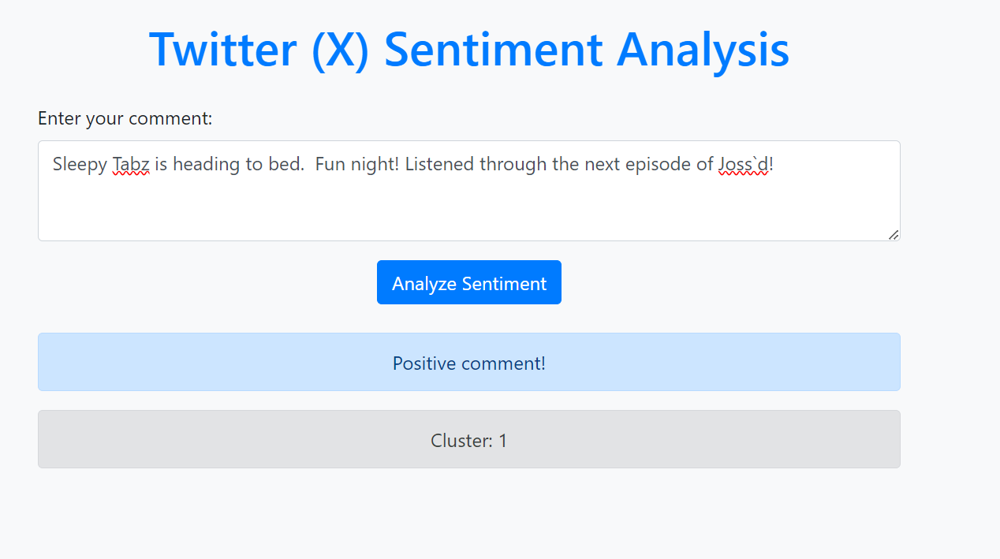 Twitter (X) Sentiment Analysis
Enter your comment:
Sleepy Tabz is heading to bed.  Fun night! Listened through the next episode of Joss`d!
Analyze Sentiment
Positive comment!
Cluster: 1